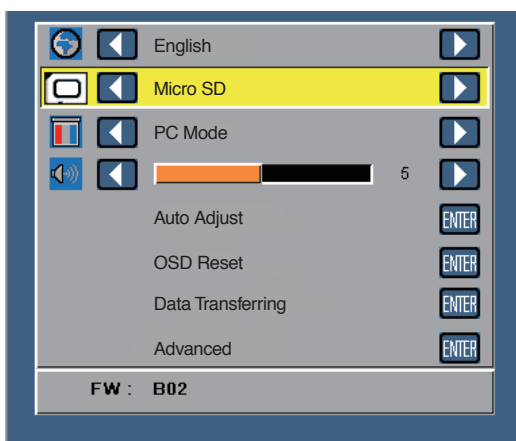 English
Micro SD
PC Mode
5
Auto Adjust ENTER
OSD Reset ENTER
Data Transferring ENTER
Advanced ENTER
FW : B02